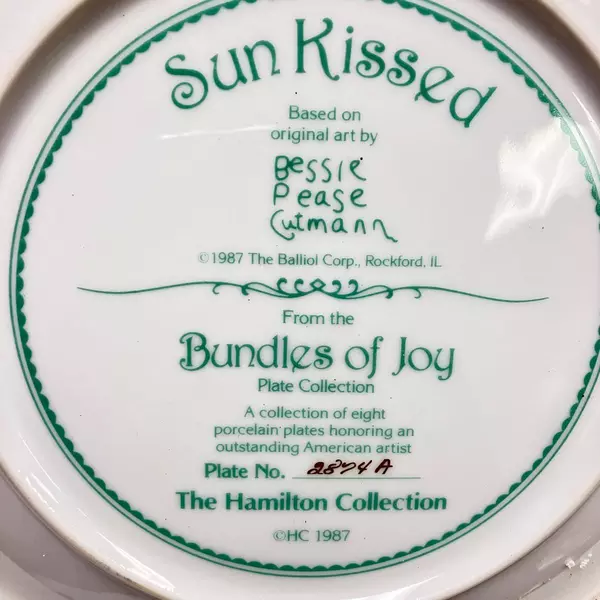 Sun Kissed
Based on
original art by
Bessie
Pease
Gutmann
©1987 The Balliol Corp., Rockford, IL
From the
Bundles of Joy
Plate Collection
A collection of eight
porcelain plates honoring an
outstanding American artist
Plate No. 2874A
The Hamilton Collection
©HC 1987